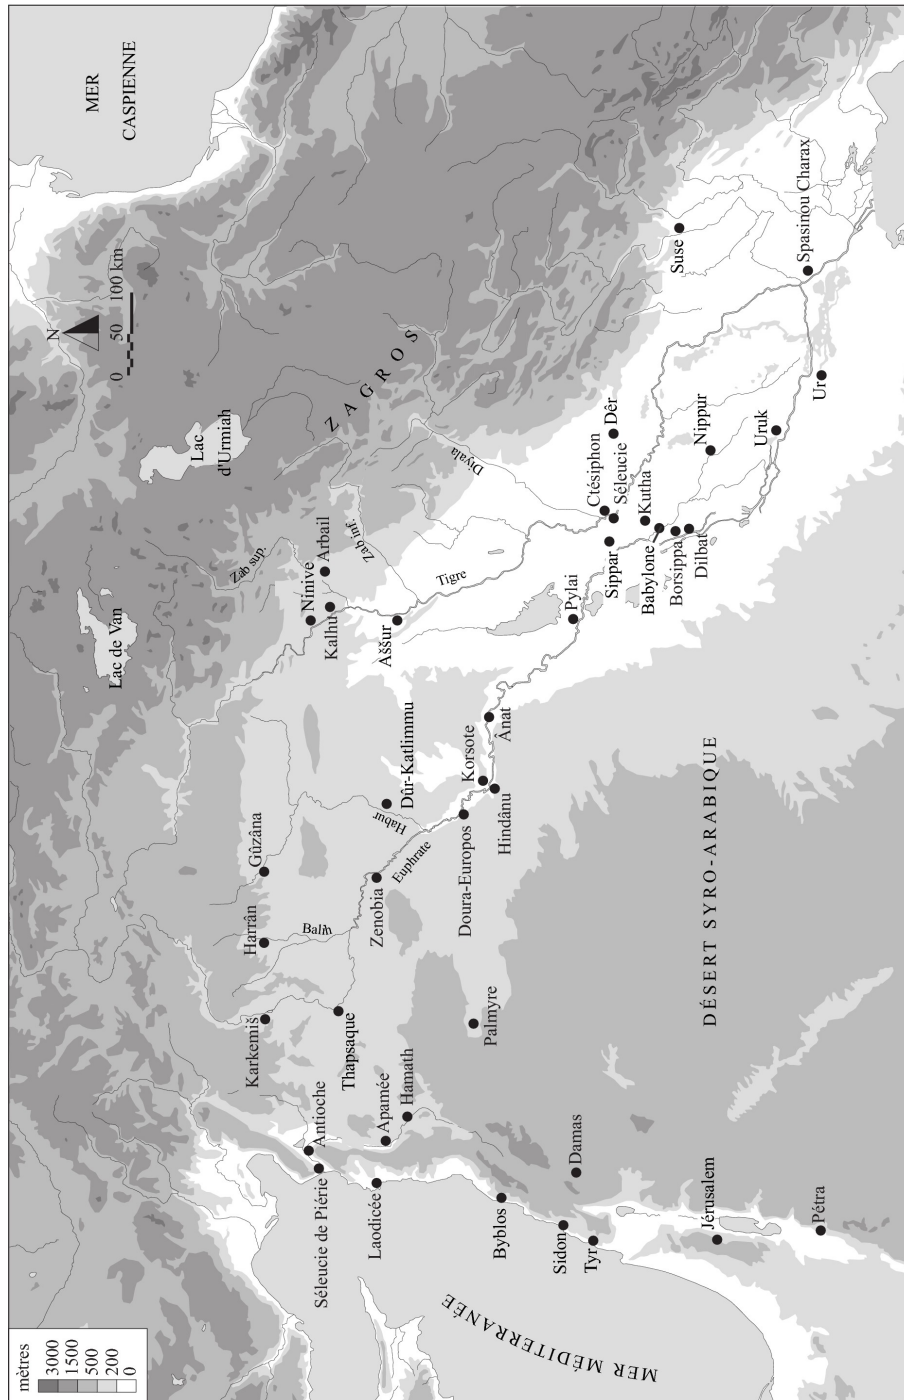 MER
CASPIENNE
N
0 50 100 km
Lac
d'Urmiah
Lac de Van
ZAGROS
Zab sup.
Zab inf.
Diyala
Tigre
Habur
Euphrate
Ninive
Arbail
Kalhu
Aššur
Gûzâna
Harrân
Karkemiš
Dûr-Katlimmu
Zenobia
Thapsaque
Antioche
Séleucie de Piérie
Apamée
Hamath
Laodicée
Korsote
Ânat
Hindânu
Doura-Europos
Palmyre
Pylai
Ctésiphon
Séleucie
Dêr
Sippar
Kutha
Babylone
Borsippa
Dilbat
Nippur
Uruk
Ur
Suse
Spasinou Charax
Byblos
Sidon
Tyr
Damas
Jérusalem
Pétra
DÉSERT SYRO-ARABIQUE
MER MÉDITERRANÉE
mètres
3000
1500
500
200
0